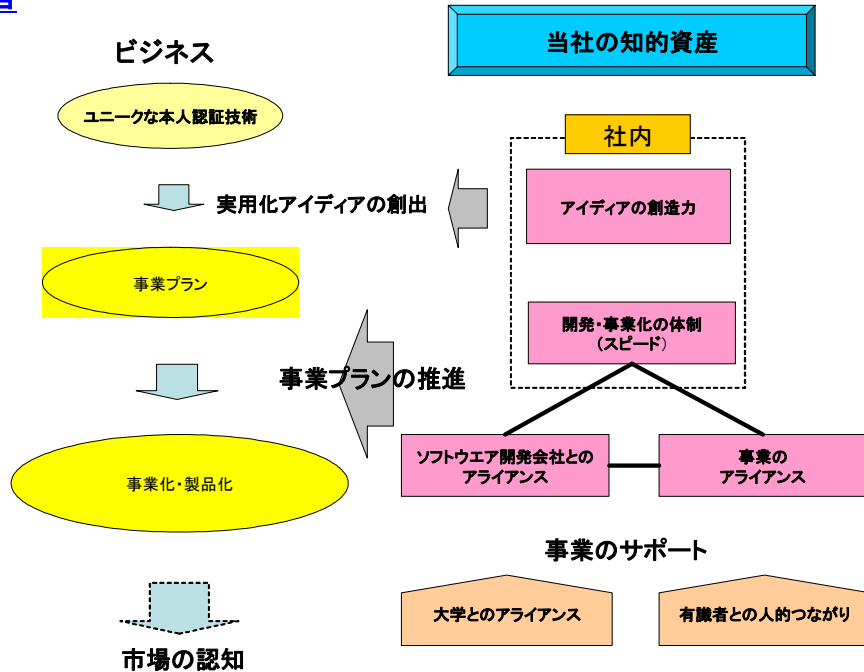 ビジネス
当社の知的資産
ユニークな本人認証技術
社内
実用化アイディアの創出
アイディアの創造力
事業プラン
開発・事業化の体制
(スピード)
事業プランの推進
ソフトウエア開発会社との
アライアンス
事業の
アライアンス
事業化・製品化
事業のサポート
大学とのアライアンス
有識者との人的つながり
市場の認知